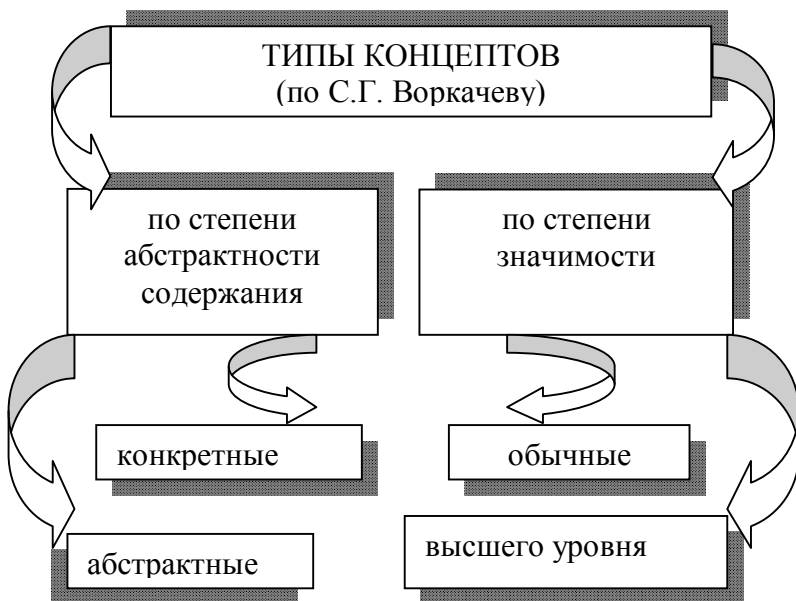 ТИПЫ КОНЦЕПТОВ
(по С.Г. Воркачеву)
по степени
абстрактности
содержания
по степени
значимости
конкретные
обычные
абстрактные
высшего уровня